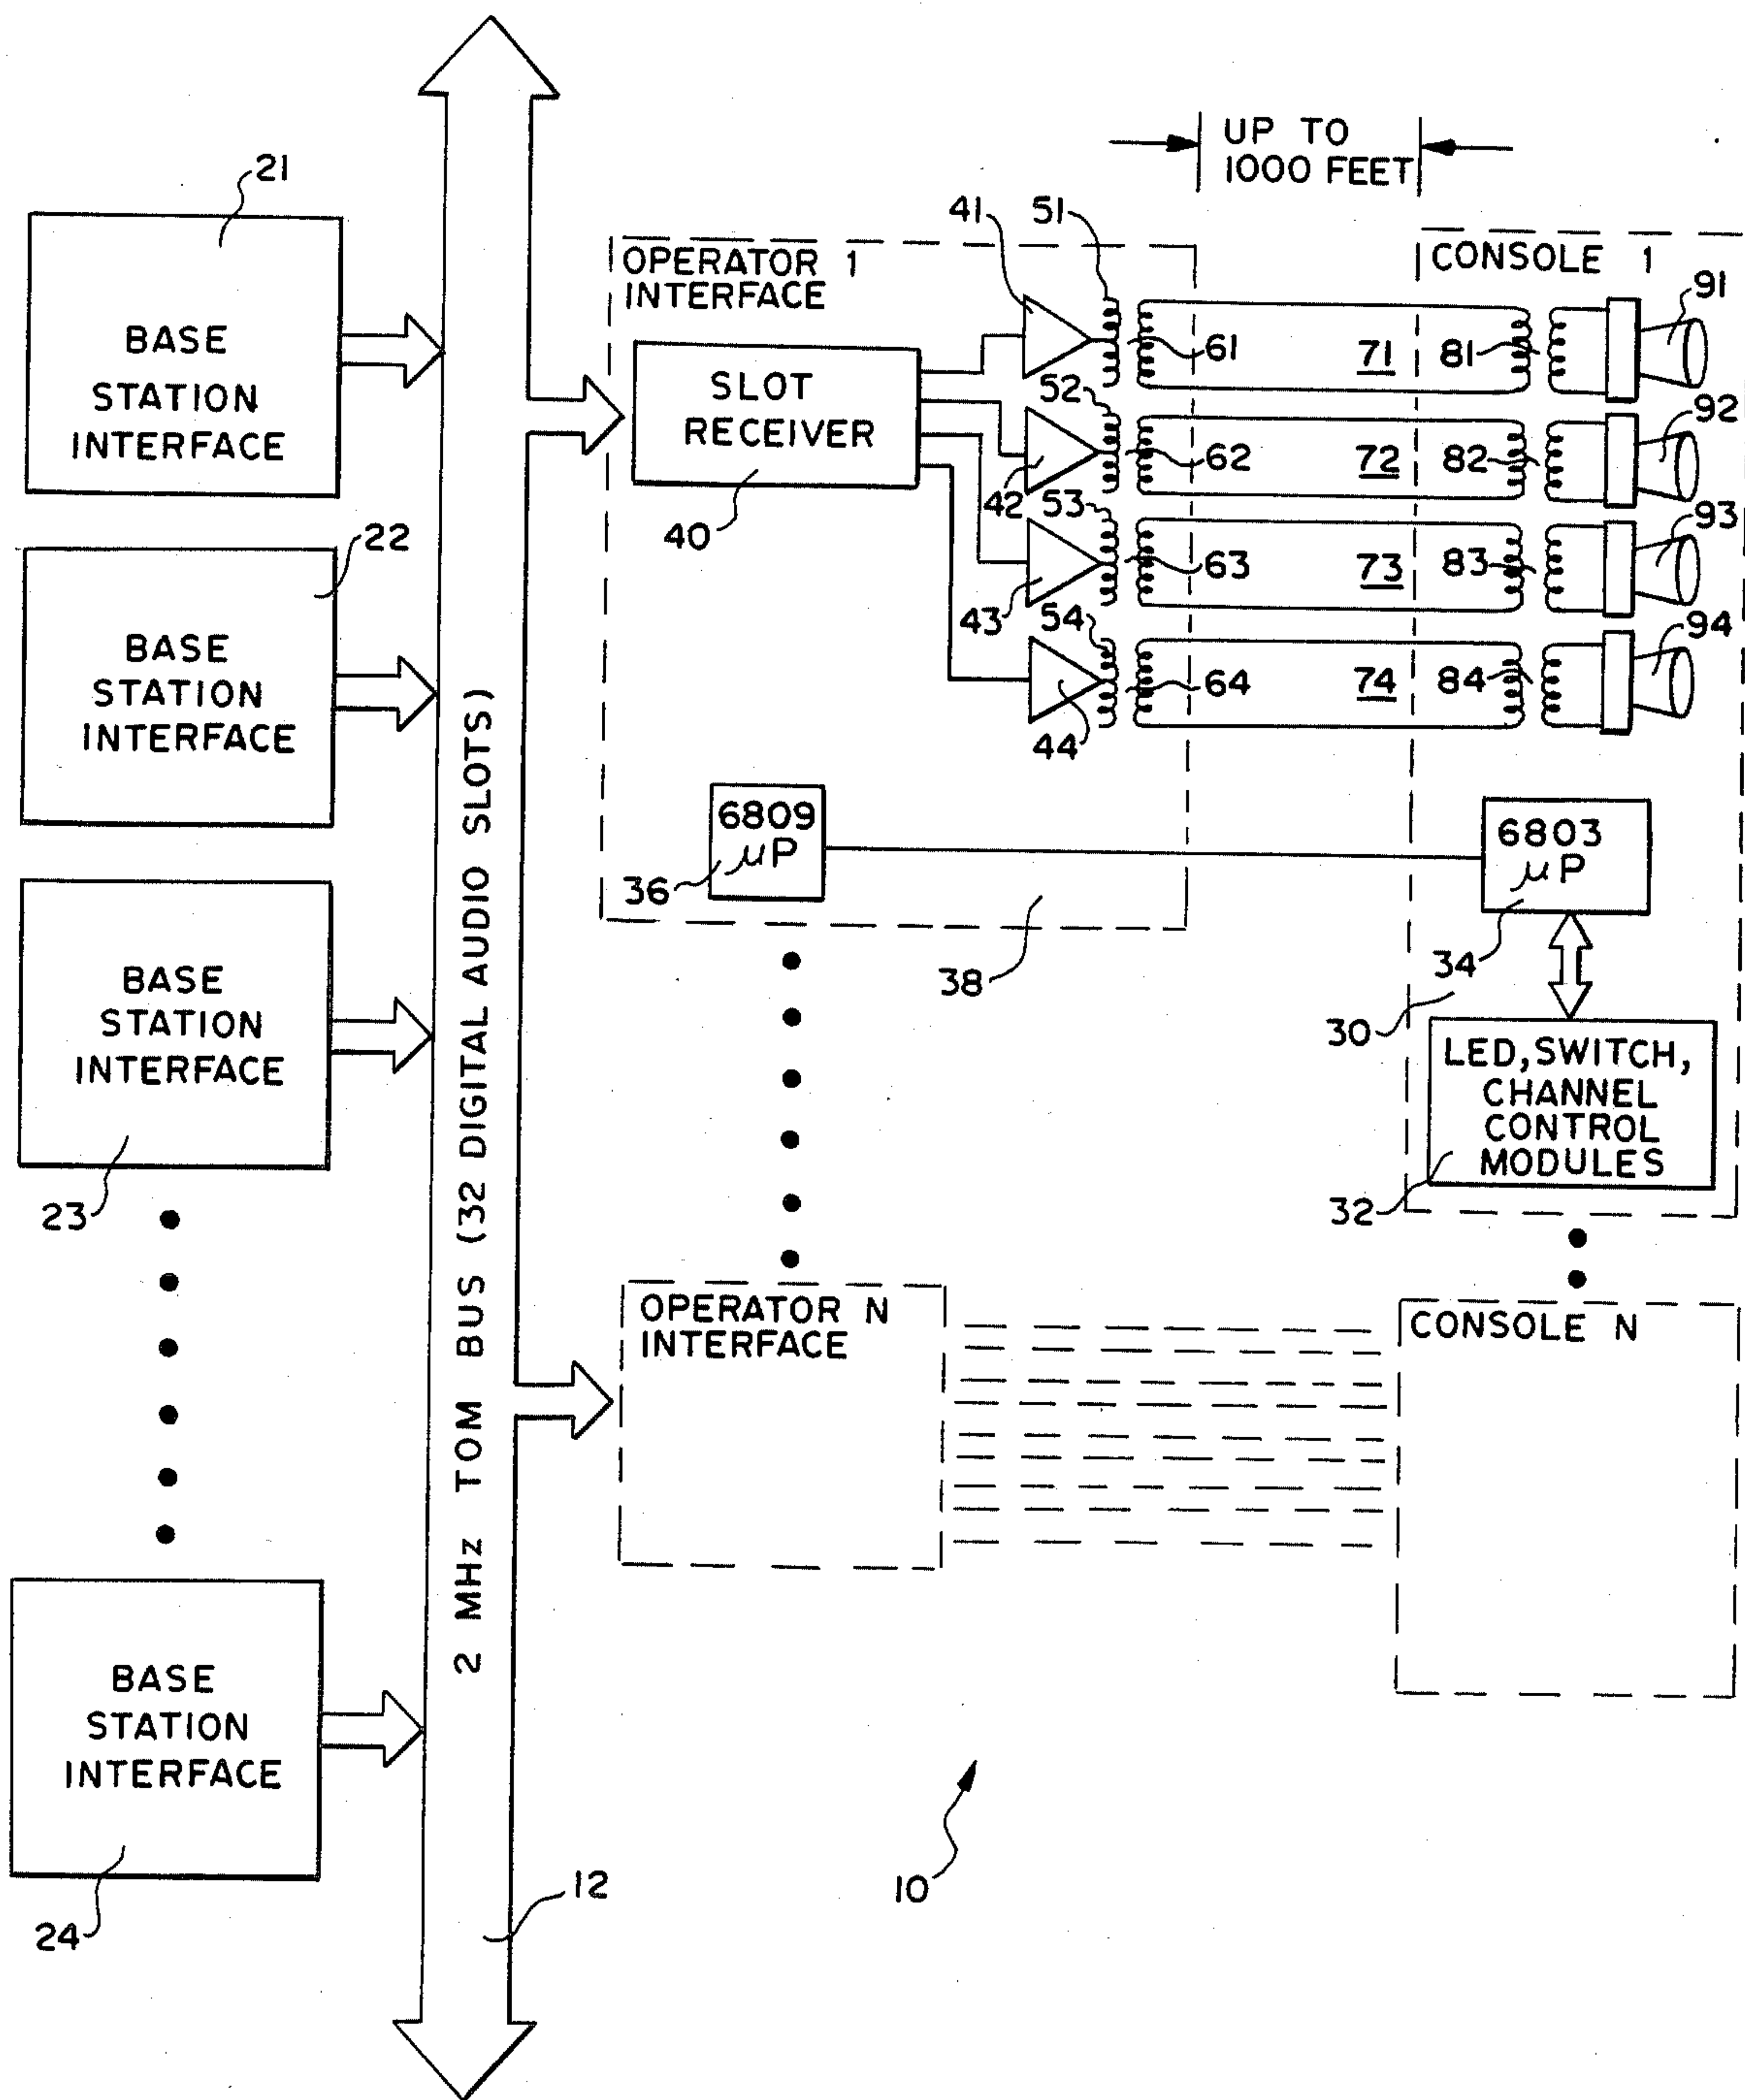 21
BASE
STATION
INTERFACE
22
BASE
STATION
INTERFACE
BASE
STATION
INTERFACE
23
BASE
STATION
INTERFACE
24
2 MHz TOM BUS (32 DIGITAL AUDIO SLOTS)
12
UP TO
1000 FEET
OPERATOR 1
INTERFACE
SLOT
RECEIVER
40
41
51
61
71
81
91
42
52
62
72
82
92
43
53
63
73
83
93
44
54
64
74
84
94
CONSOLE 1
6809
μP
36
38
6803
μP
34
30
LED, SWITCH,
CHANNEL
CONTROL
MODULES
32
OPERATOR N
INTERFACE
CONSOLE N
10